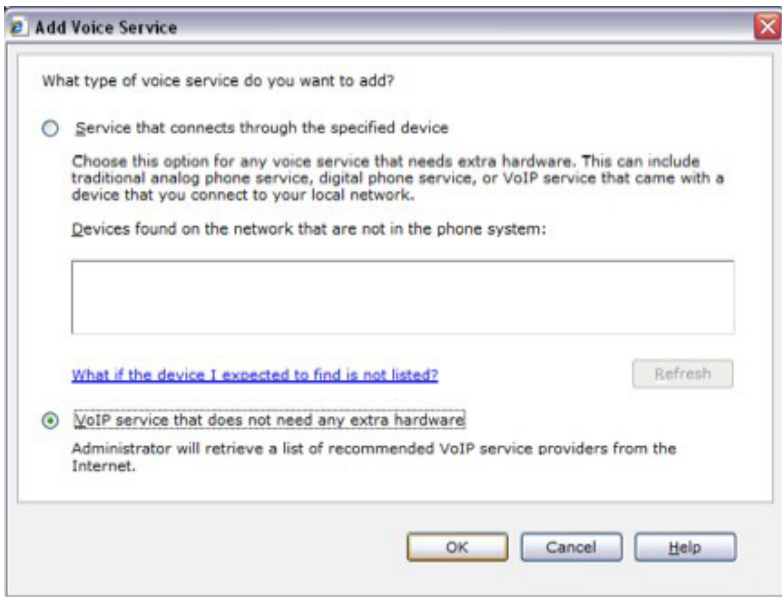 Add Voice Service
What type of voice service do you want to add?
Service that connects through the specified device
Choose this option for any voice service that needs extra hardware. This can include
traditional analog phone service, digital phone service, or VoIP service that came with a
device that you connect to your local network.
Devices found on the network that are not in the phone system:
What if the device I expected to find is not listed?
Refresh
VoIP service that does not need any extra hardware
Administrator will retrieve a list of recommended VoIP service providers from the
Internet.
OK Cancel Help